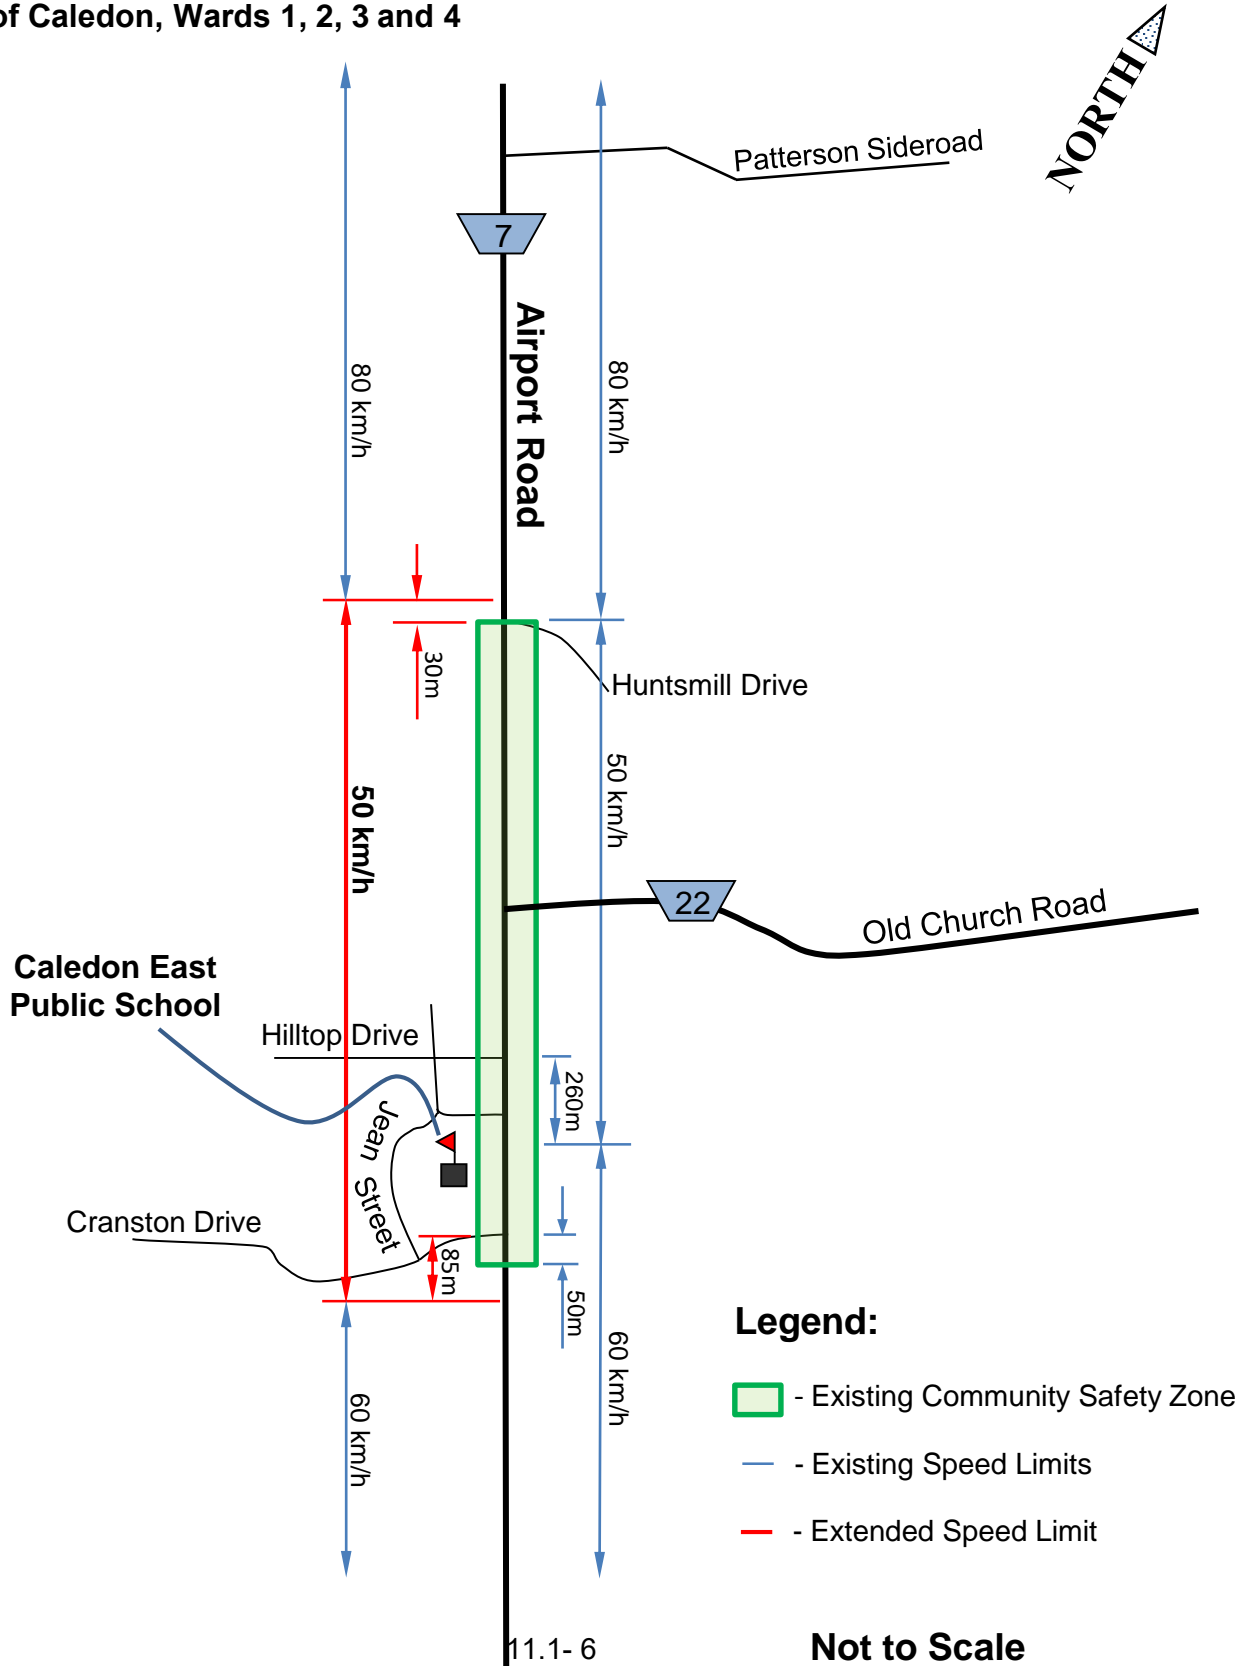 of Caledon, Wards 1, 2, 3 and 4
NORTH
Patterson Sideroad
7
Airport Road
80 km/h
80 km/h
30m
Huntsmill Drive
50 km/h
50 km/h
22
Old Church Road
Caledon East
Public School
Hilltop Drive
260m
Jean Street
Cranston Drive
85m
50m
60 km/h
60 km/h
Legend:
- Existing Community Safety Zone
- Existing Speed Limits
- Extended Speed Limit
11.1- 6
Not to Scale